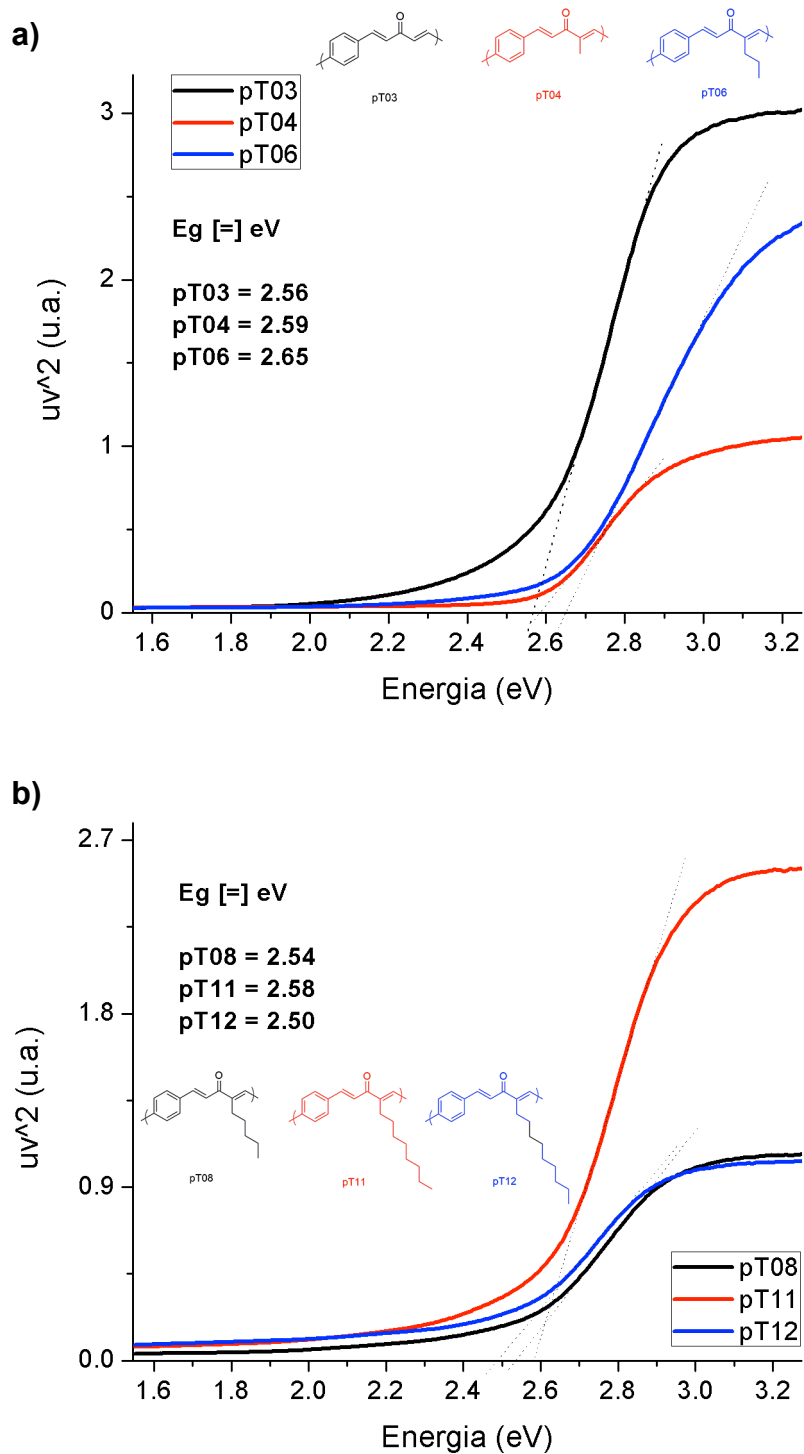 a)
O
O
O
pT03
pT04
pT06
pT03
pT04
pT06
Eg [=] eV
pT03 = 2.56
pT04 = 2.59
pT06 = 2.65
3
2
1
0
uv^2 (u.a.)
1.6 1.8 2.0 2.2 2.4 2.6 2.8 3.0 3.2
Energia (eV)
b)
Eg [=] eV
pT08 = 2.54
pT11 = 2.58
pT12 = 2.50
O
O
O
pT08
pT11
pT12
2.7
1.8
0.9
0.0
uv^2 (u.a.)
pT08
pT11
pT12
1.6 1.8 2.0 2.2 2.4 2.6 2.8 3.0 3.2
Energia (eV)